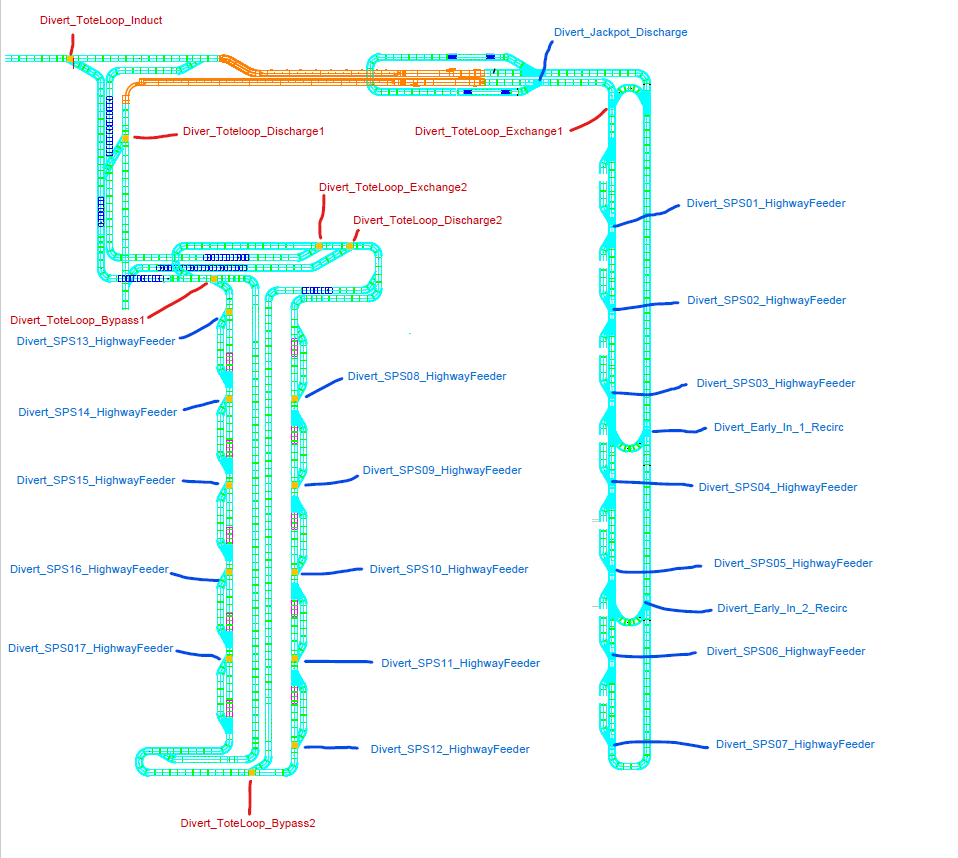 Divert_ToteLoop_Induct
Divert_Jackpot_Discharge
Diver_Toteloop_Discharge1
Divert_ToteLoop_Exchange1
Divert_ToteLoop_Exchange2
Divert_SPS01_HighwayFeeder
Divert_ToteLoop_Discharge2
Divert_SPS02_HighwayFeeder
Divert_ToteLoop_Bypass1
Divert_SPS13_HighwayFeeder
Divert_SPS08_HighwayFeeder
Divert_SPS03_HighwayFeeder
Divert_SPS14_HighwayFeeder
Divert_Early_In_1_Recirc
Divert_SPS09_HighwayFeeder
Divert_SPS15_HighwayFeeder
Divert_SPS04_HighwayFeeder
Divert_SPS05_HighwayFeeder
Divert_SPS16_HighwayFeeder
Divert_SPS10_HighwayFeeder
Divert_Early_In_2_Recirc
Divert_SPS017_HighwayFeeder
Divert_SPS06_HighwayFeeder
Divert_SPS11_HighwayFeeder
Divert_SPS07_HighwayFeeder
Divert_SPS12_HighwayFeeder
Divert_ToteLoop_Bypass2